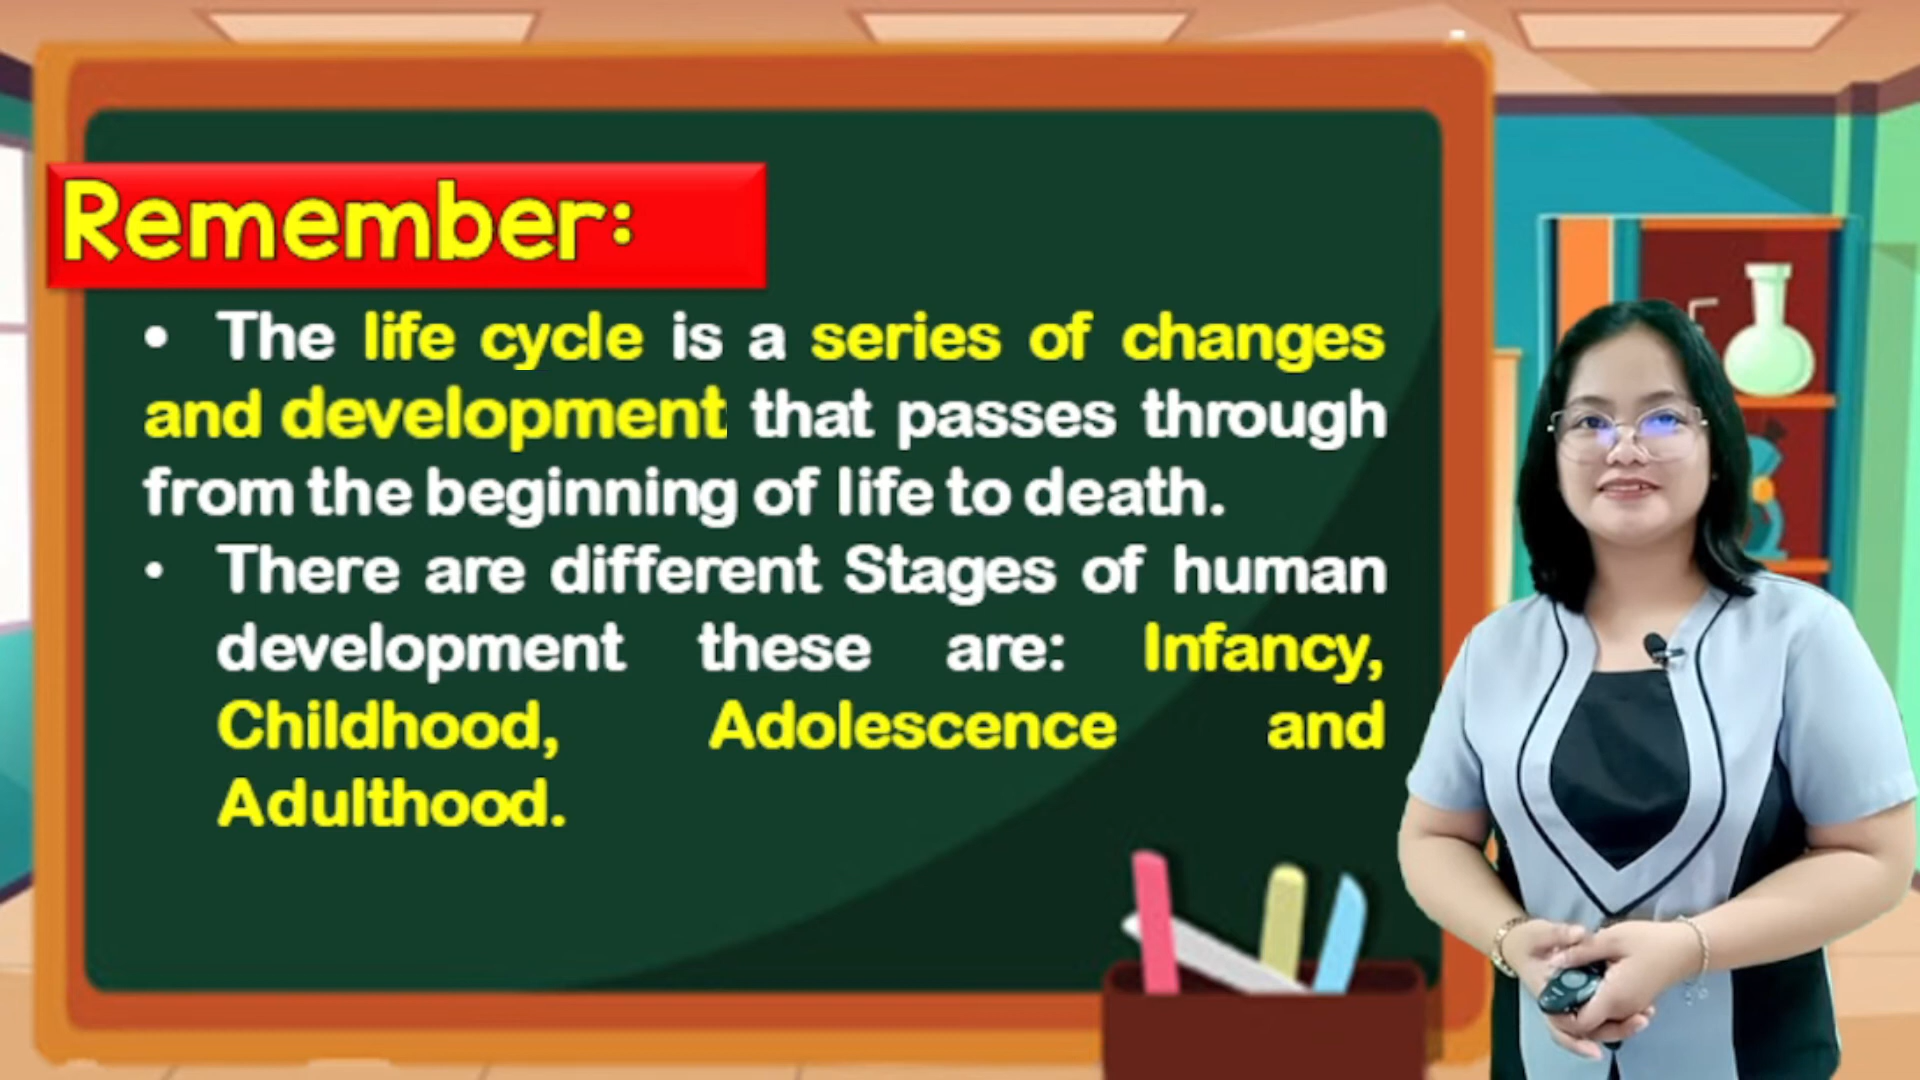 Remember:
• The life cycle is a series of changes
and development that passes through
from the beginning of life to death.
• There are different Stages of human
development these are: Infancy,
Childhood, Adolescence and
Adulthood.